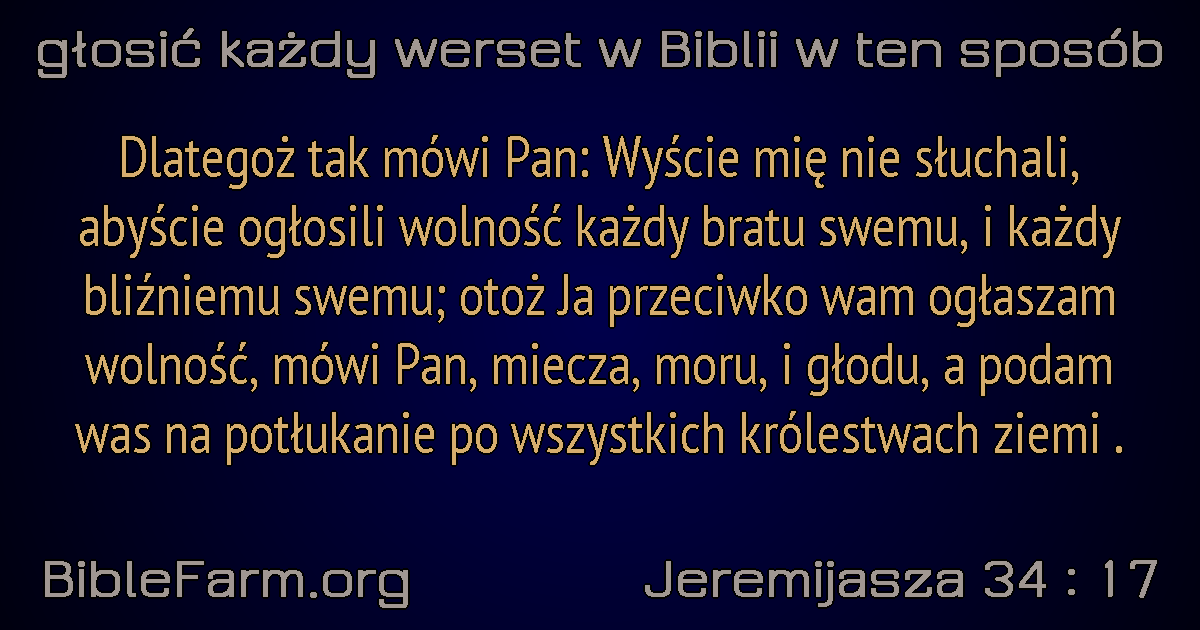 głosić każdy werset w Biblii w ten sposób
Dlategoż tak mówi Pan: Wyście mię nie słuchali,
abyście ogłosili wolność każdy bratu swemu, i każdy
bliźniemu swemu; otoż Ja przeciwko wam ogłaszam
wolność, mówi Pan, miecza, moru, i głodu, a podam
was na potłukanie po wszystkich królestwach ziemi .
BibleFarm.org
Jeremijasza 34 : 17